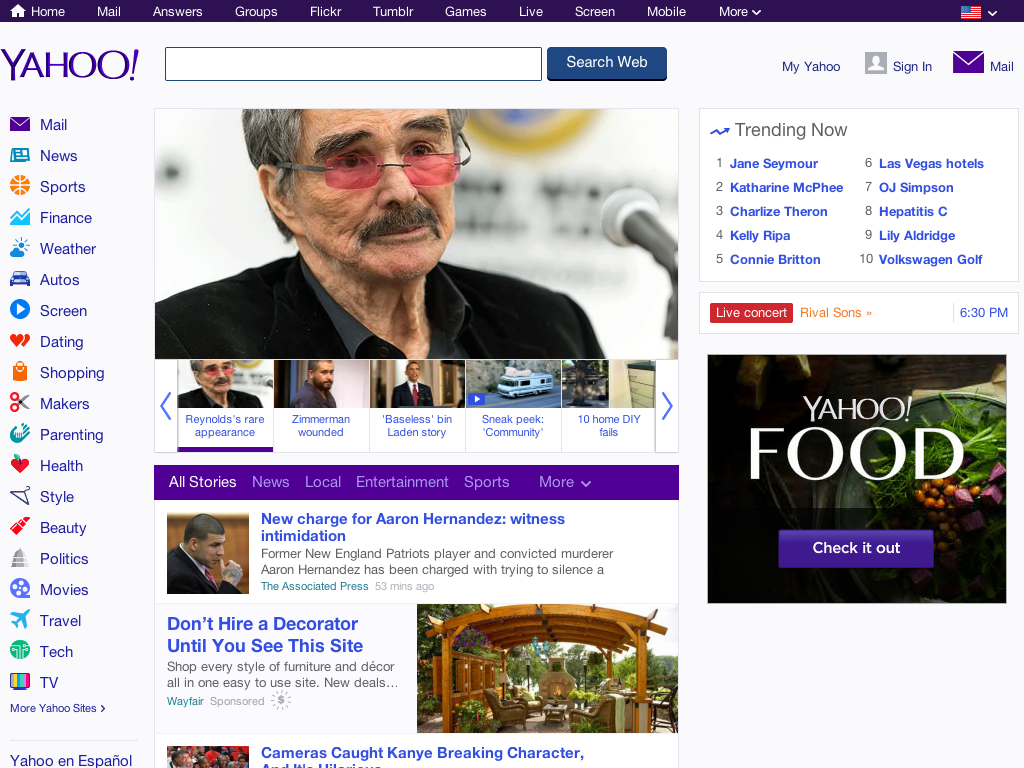 Home Mail Answers Groups Flickr Tumblr Games Live Screen Mobile More
YAHOO!
Search Web
My Yahoo Sign In Mail
Mail
News
Sports
Finance
Weather
Autos
Screen
Dating
Shopping
Makers
Parenting
Health
Style
Beauty
Politics
Movies
Travel
Tech
TV
More Yahoo Sites
Yahoo en Español
Reynolds's rare
appearance
Zimmerman
wounded
'Baseless' bin
Laden story
Sneak peek:
'Community'
10 home DIY
fails
All Stories News Local Entertainment Sports More
New charge for Aaron Hernandez: witness
intimidation
Former New England Patriots player and convicted murderer
Aaron Hernandez has been charged with trying to silence a
The Associated Press 53 mins ago
Don't Hire a Decorator
Until You See This Site
Shop every style of furniture and décor
all in one easy to use site. New deals...
Wayfair Sponsored $
Cameras Caught Kanye Breaking Character,
And It's Hilarious
Trending Now
1 Jane Seymour
2 Katharine McPhee
3 Charlize Theron
4 Kelly Ripa
5 Connie Britton
6 Las Vegas hotels
7 OJ Simpson
8 Hepatitis C
9 Lily Aldridge
10 Volkswagen Golf
Live concert Rival Sons » 6:30 PM
YAHOO!
FOOD
Check it out